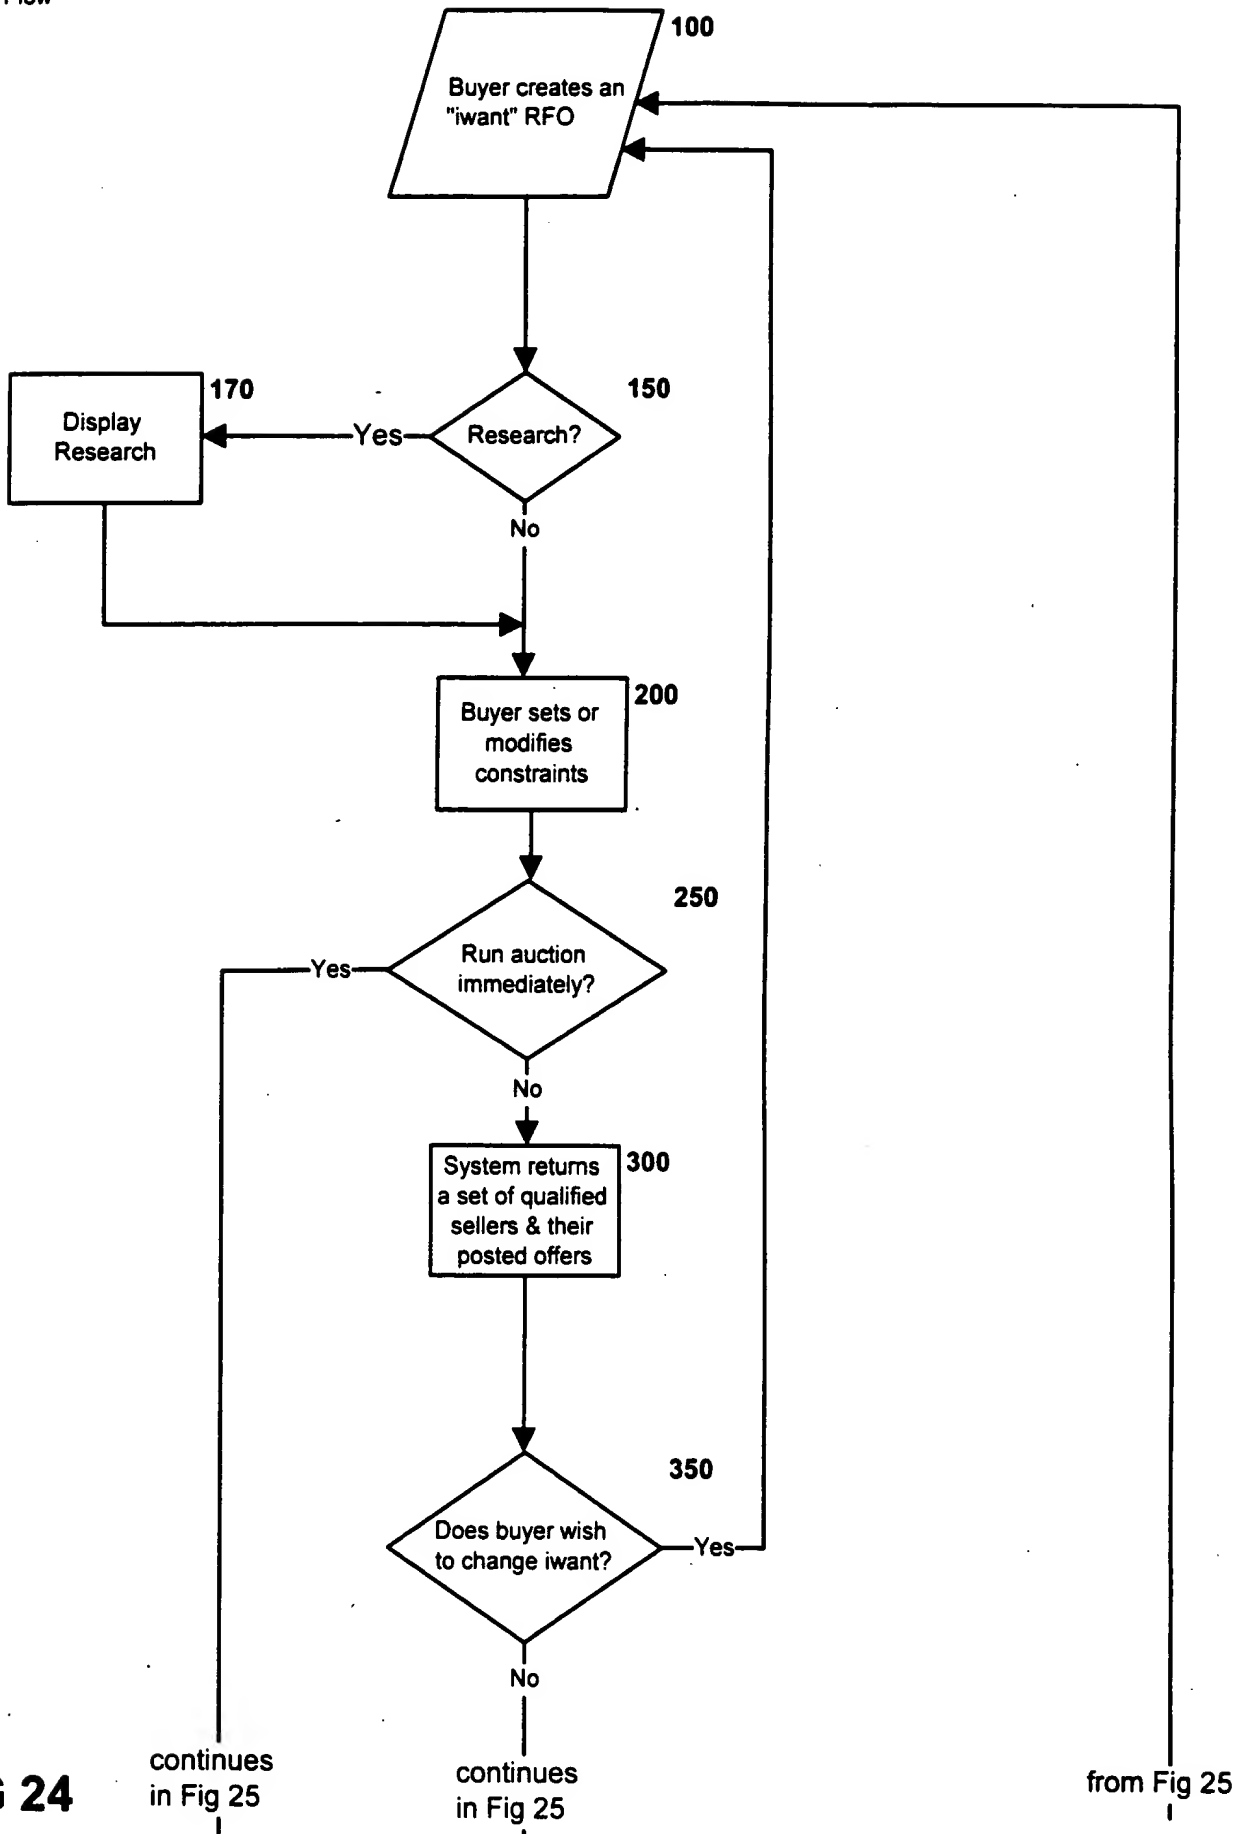 Flow
100
Buyer creates an
"iwant" RFO
170
150
Display
Research
Yes
Research?
No
200
Buyer sets or
modifies
constraints
250
Yes
Run auction
immediately?
No
300
System returns
a set of qualified
sellers & their
posted offers
350
Does buyer wish
to change iwant?
Yes
No
continues
in Fig 25
continues
in Fig 25
from Fig 25
G 24